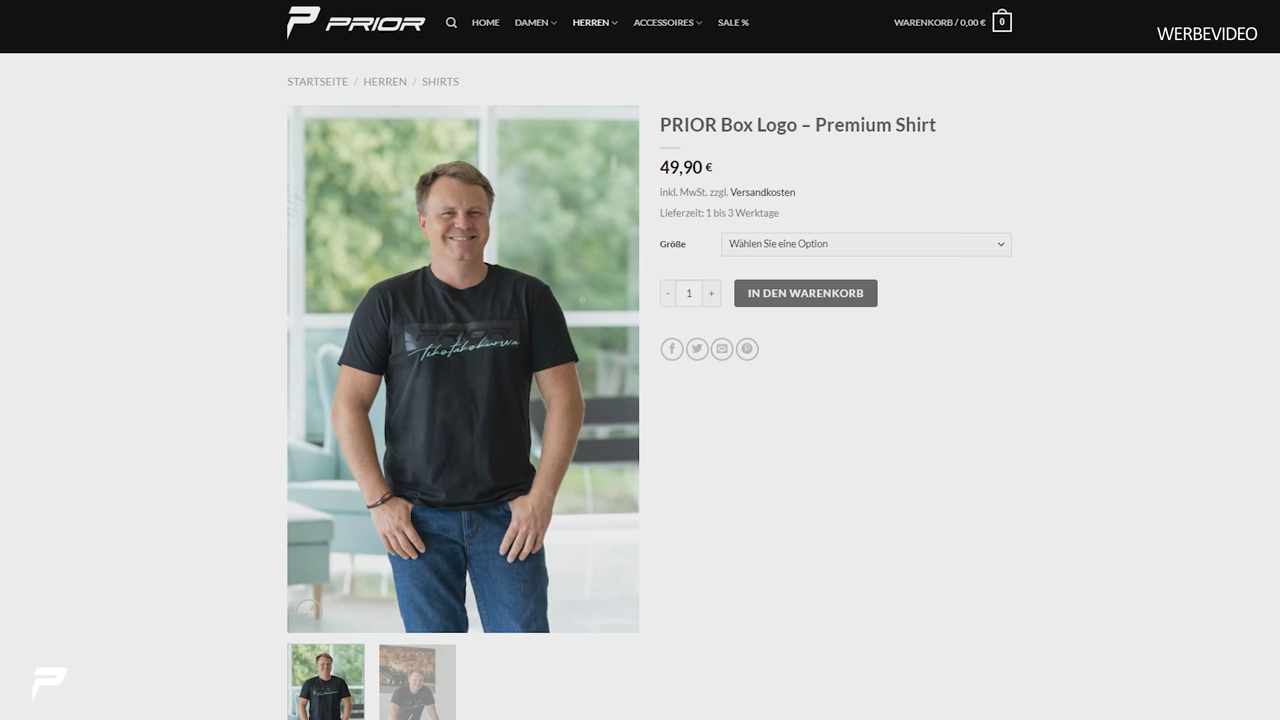 PRIOR
HOME
DAMEN
HERREN
ACCESSOIRES
SALE %
WARENKORB / 0,00 €
0
WERBEVIDEO
STARTSEITE / HERREN / SHIRTS
PRIOR Box Logo – Premium Shirt
49,90 €
inkl. MwSt. zzgl. Versandkosten
Lieferzeit: 1 bis 3 Werktage
Größe
Wählen Sie eine Option
- 1 +
IN DEN WARENKORB
PRIOR